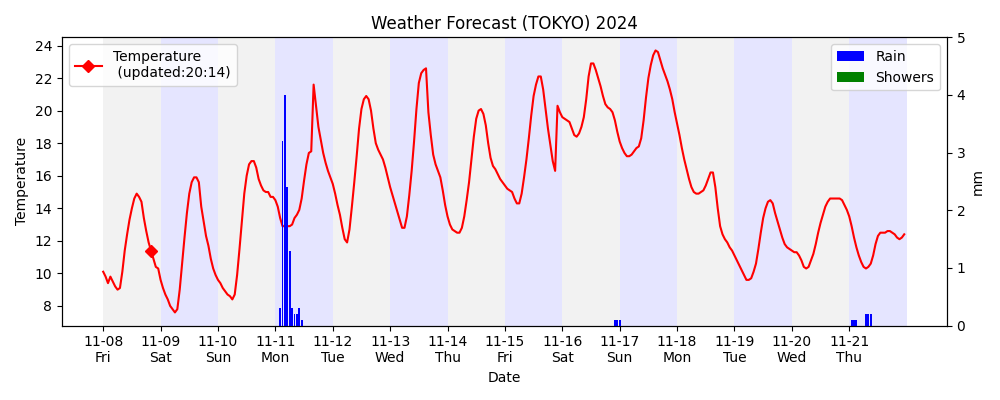 Weather Forecast (TOKYO) 2024
Temperature
(updated:20:14)
Rain
Showers
Temperature
24
22
20
18
16
14
12
10
8
5
4
3
2
1
0
mm
11-08 11-09 11-10 11-11 11-12 11-13 11-14 11-15 11-16 11-17 11-18 11-19 11-20 11-21
Fri Sat Sun Mon Tue Wed Thu Fri Sat Sun Mon Tue Wed Thu
Date